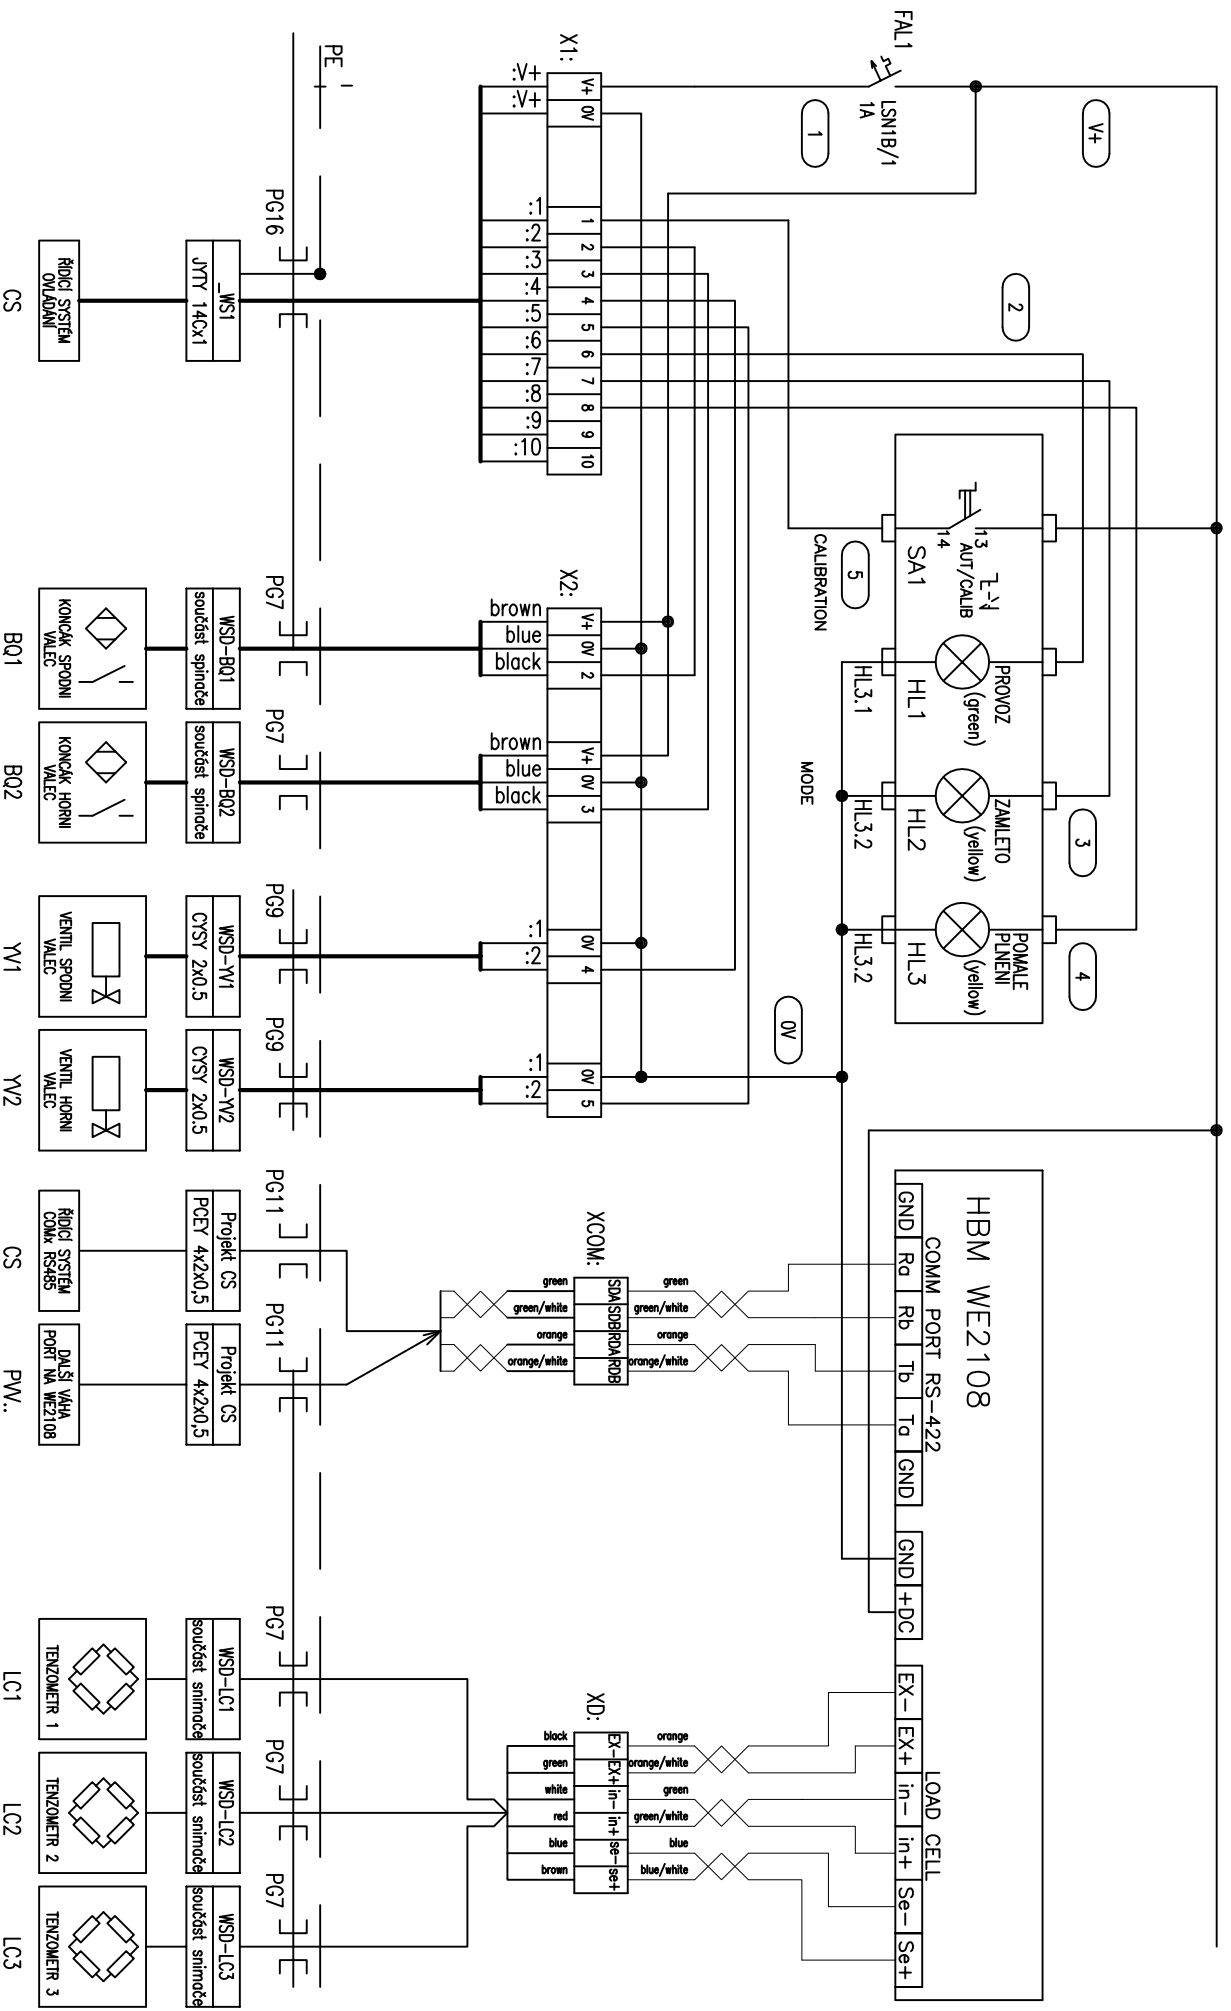 FAL1
LSN1B/1
1A
V+
1
2
3
4
5
0V
CALIBRATION
MODE
13
14
AUT/CALIB
SA1
PROVOZ
(green)
HL1
HL3.1
ZAMLETO
(yellow)
HL2
HL3.2
POMALE
PLNENI
(yellow)
HL3
HL3.2
HBM WE2108
COMM PORT RS-422
GND
Ra
Rb
Tb
Ta
GND
GND
+DC
LOAD CELL
EX-
EX+
in-
in+
Se-
Se+
X1:
V+
0V
1
2
3
4
5
6
7
8
9
10
:V+
:V+
:1
:2
:3
:4
:5
:6
:7
:8
:9
:10
X2:
V+
0V
2
V+
0V
3
0V
4
0V
5
brown
blue
black
brown
blue
black
:1
:2
:1
:2
XCOM:
green
green/white
orange
orange/white
SDA
SDB
RDA
RDB
green
green/white
orange
orange/white
XD:
orange
orange/white
green
green/white
blue
blue/white
EX-
EX+
in-
in+
se-
se+
black
green
white
red
blue
brown
PE
PG16
PG7
PG7
PG9
PG9
PG11
PG11
PG7
PG7
PG7
_WS1
JYTY 14Cx1
WSD-BQ1
součást spinače
WSD-BQ2
součást spinače
WSD-YV1
CYSY 2x0.5
WSD-YV2
CYSY 2x0.5
Projekt CS
PCEY 4x2x0,5
Projekt CS
PCEY 4x2x0,5
WSD-LC1
součást snimače
WSD-LC2
součást snimače
WSD-LC3
součást snimače
ŘIDICÍ SYSTÉM
OVLÁDÁNÍ
KONCÁK SPODNI
VALEC
KONCÁK HORNI
VALEC
VENTIL SPODNI
VALEC
VENTIL HORNI
VALEC
ŘIDICÍ SYSTÉM
COMx RS485
DALŠÍ VÁHA
PORT NA WE2108
TENZOMETR 1
TENZOMETR 2
TENZOMETR 3
CS
BQ1
BQ2
YV1
YV2
CS
PW..
LC1
LC2
LC3